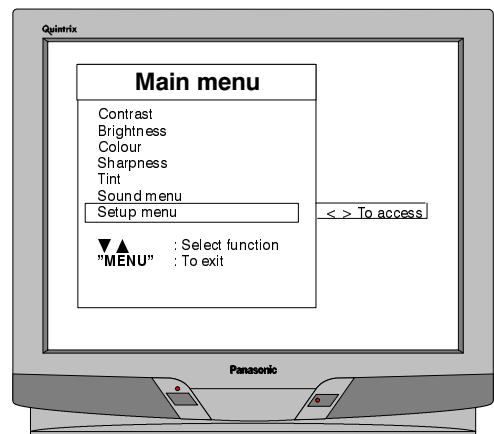 Quintrix
Main menu
Contrast
Brightness
Colour
Sharpness
Tint
Sound menu
Setup menu
< > To access
▼ ▲ : Select function
"MENU" : To exit
Panasonic